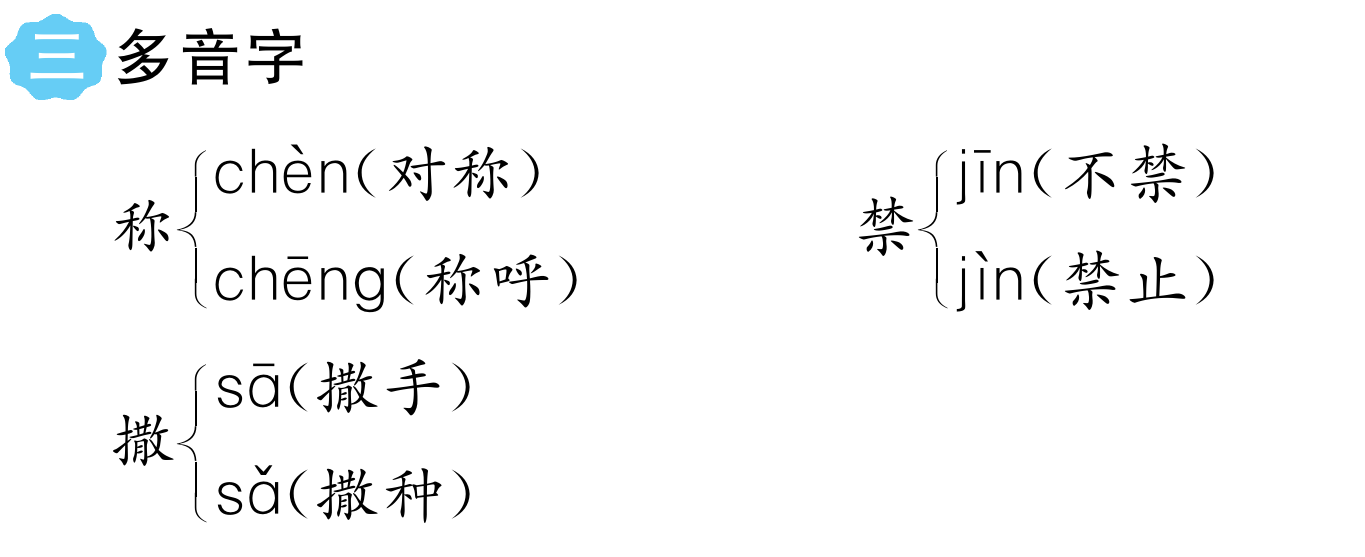 三 多音字
称 chèn(对称)
chēng(称呼)
禁 jīn(不禁)
jìn(禁止)
撒 sā(撒手)
sǎ(撒种)